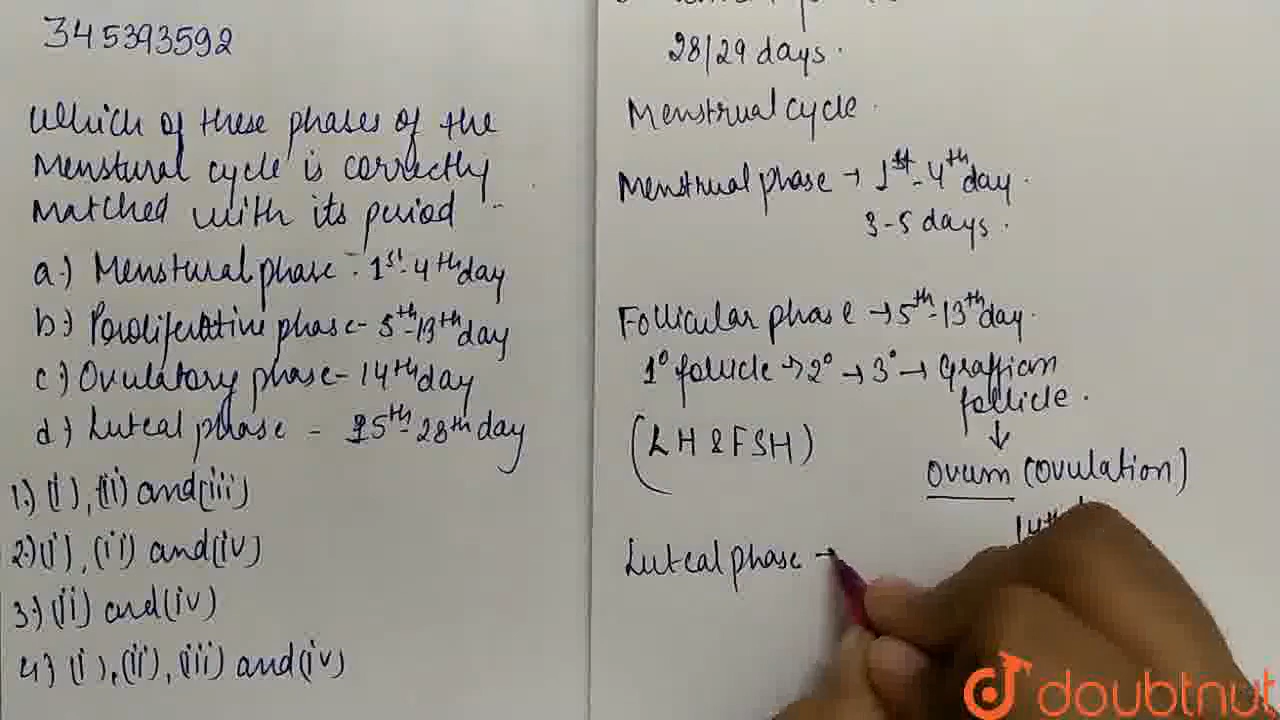 345393592
Which of these phases of the
Menstural cycle is correctly
matched with its period
a.) Menstural phase - 1st-4th day
b.) Poroliferative phase - 5th-13th day
c.) Ovulatory phase - 14th day
d.) Luteal phase - 15th-28th day
1.) (i), (ii) and (iii)
2.) (i), (ii) and (iv)
3.) (ii) and (iv)
4.) (i), (ii), (iii) and (iv)
28/29 days.
Menstrual cycle.
Menstrual phase → 1st-4th day.
3-5 days.
Follicular phase → 5th-13th day.
1° follicle → 2° → 3° → Graffian
follicle.
↓
(LH & FSH)
Ovum (ovulation)
14th
Luteal phase →
doubtnut